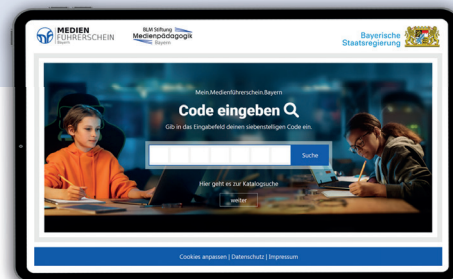 MEDIEN
FÜHRERSCHEIN
Bayern
BLM Stiftung
Medienpädagogik
Bayern
Bayerische
Staatsregierung
Mein.Medienführerschein.Bayern
Code eingeben
Gib in das Eingabefeld deinen siebenstelligen Code ein.
Suche
Hier geht es zur Katalogsuche
weiter
Cookies anpassen | Datenschutz | Impressum